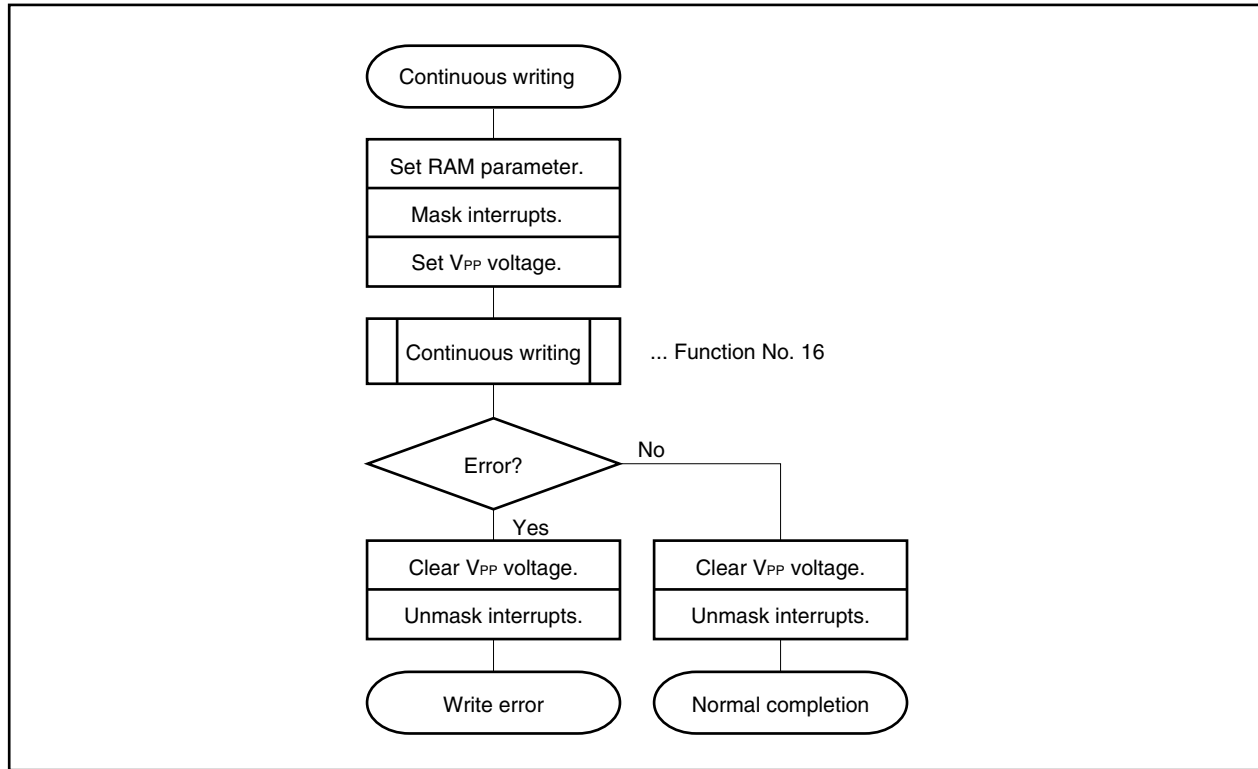 Continuous writing
Set RAM parameter.
Mask interrupts.
Set VPP voltage.
Continuous writing
... Function No. 16
Error?
No
Yes
Clear VPP voltage.
Clear VPP voltage.
Unmask interrupts.
Unmask interrupts.
Write error
Normal completion